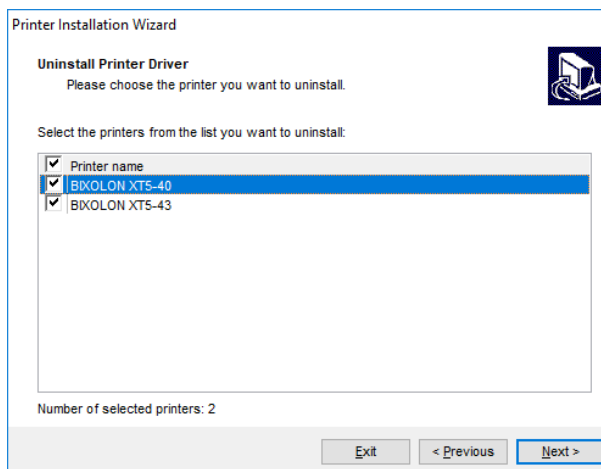 Printer Installation Wizard
Uninstall Printer Driver
Please choose the printer you want to uninstall.
Select the printers from the list you want to uninstall:
Printer name
BIXOLON XT5-40
BIXOLON XT5-43
Number of selected printers: 2
Exit
< Previous
Next >